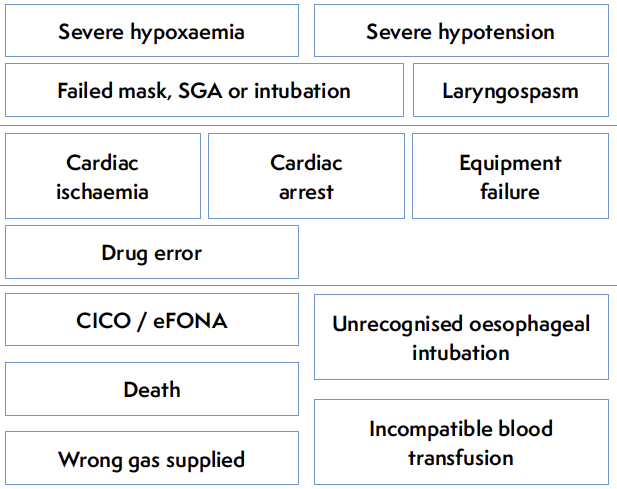 Severe hypoxaemia
Severe hypotension
Failed mask, SGA or intubation
Laryngospasm
Cardiac
ischaemia
Cardiac
arrest
Equipment
failure
Drug error
CICO / eFONA
Unrecognised oesophageal
intubation
Death
Incompatible blood
transfusion
Wrong gas supplied